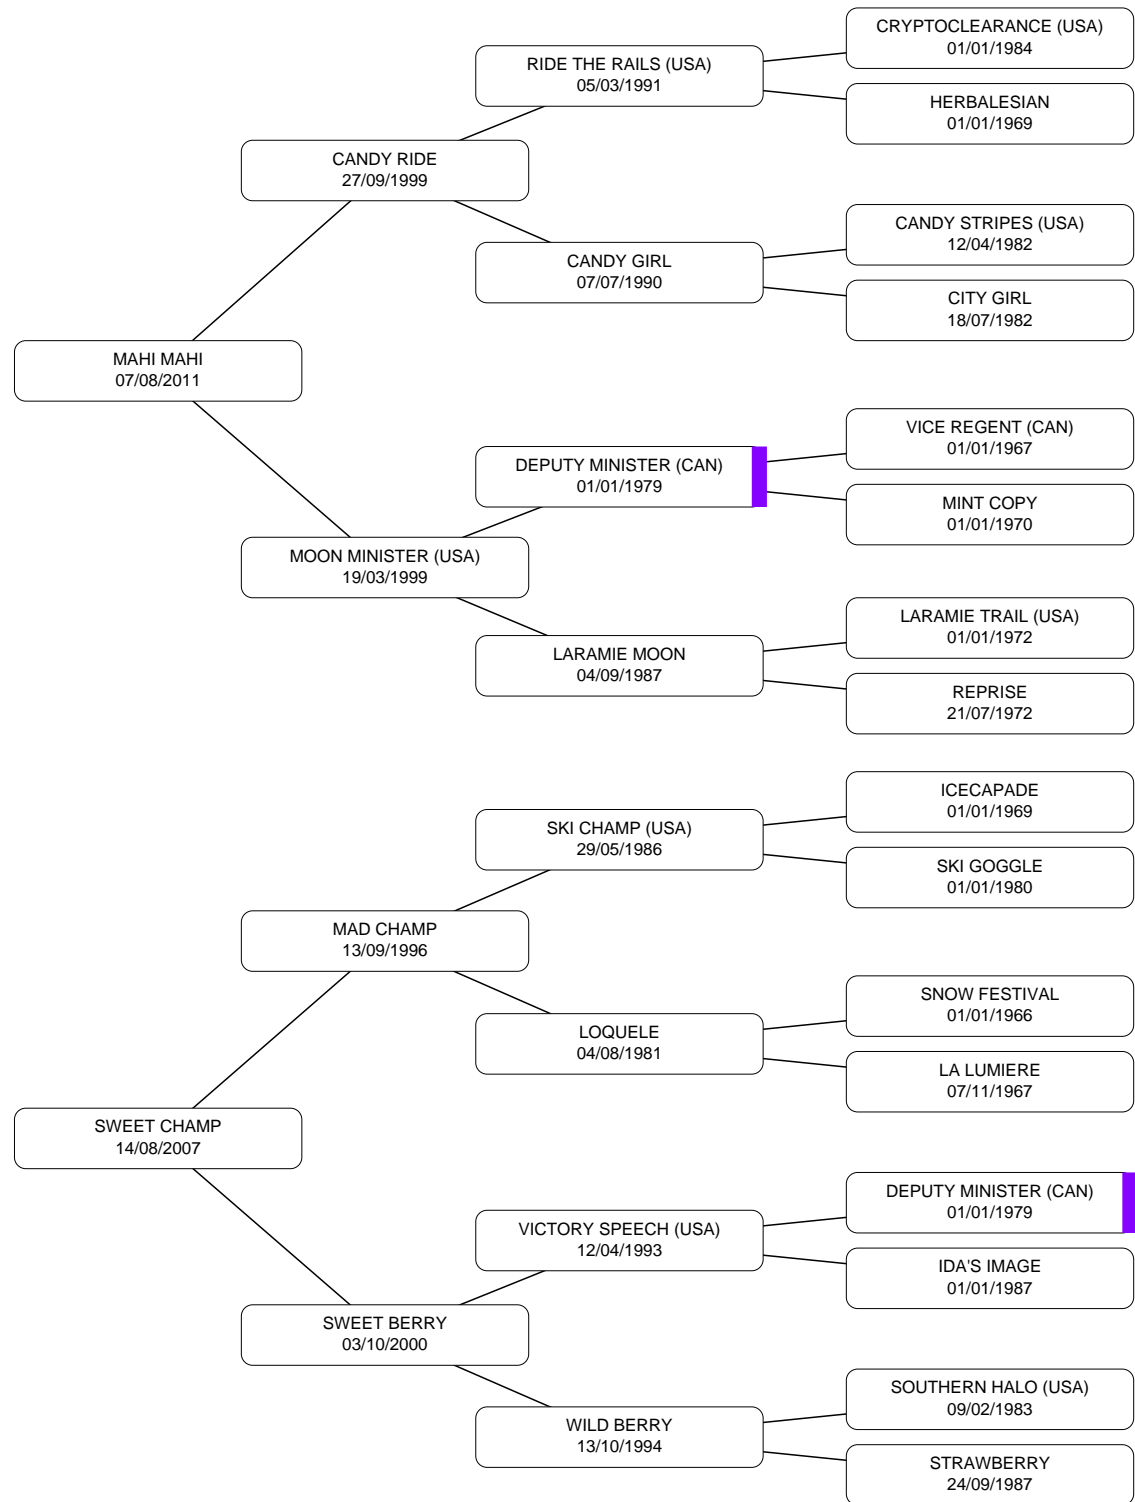 CRYPTOCLEARANCE (USA)
01/01/1984
RIDE THE RAILS (USA)
05/03/1991
HERBALESIAN
01/01/1969
CANDY RIDE
27/09/1999
CANDY STRIPES (USA)
12/04/1982
CANDY GIRL
07/07/1990
CITY GIRL
18/07/1982
MAHI MAHI
07/08/2011
VICE REGENT (CAN)
01/01/1967
DEPUTY MINISTER (CAN)
01/01/1979
MINT COPY
01/01/1970
MOON MINISTER (USA)
19/03/1999
LARAMIE TRAIL (USA)
01/01/1972
LARAMIE MOON
04/09/1987
REPRISE
21/07/1972
ICECAPADE
01/01/1969
SKI CHAMP (USA)
29/05/1986
SKI GOGGLE
01/01/1980
MAD CHAMP
13/09/1996
SNOW FESTIVAL
01/01/1966
LOQUELE
04/08/1981
LA LUMIERE
07/11/1967
SWEET CHAMP
14/08/2007
DEPUTY MINISTER (CAN)
01/01/1979
VICTORY SPEECH (USA)
12/04/1993
IDA'S IMAGE
01/01/1987
SWEET BERRY
03/10/2000
SOUTHERN HALO (USA)
09/02/1983
WILD BERRY
13/10/1994
STRAWBERRY
24/09/1987